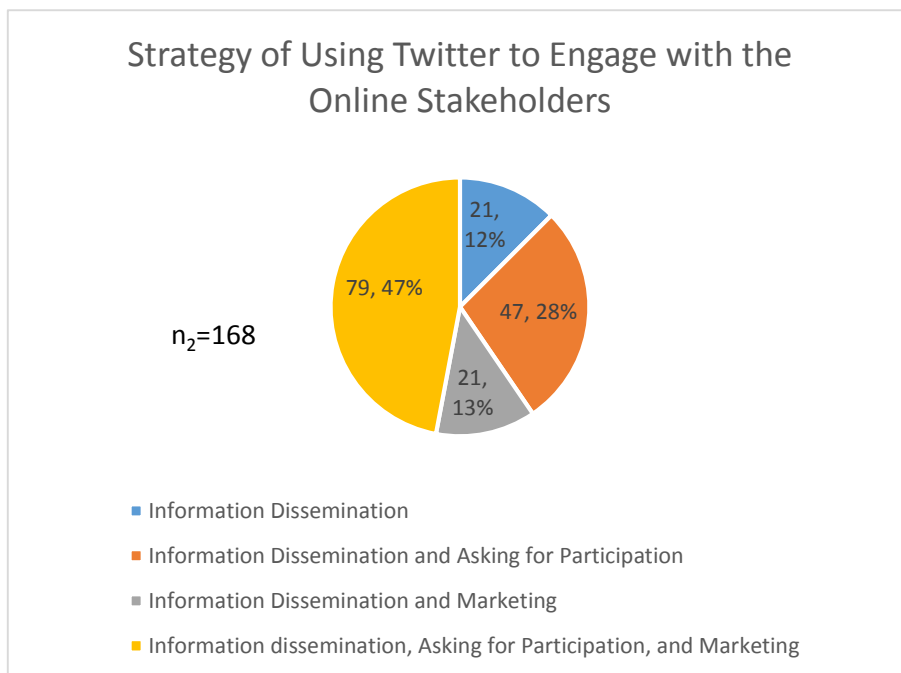 Strategy of Using Twitter to Engage with the
Online Stakeholders
21,
12%
79, 47%
47, 28%
n₂=168
21,
13%
Information Dissemination
Information Dissemination and Asking for Participation
Information Dissemination and Marketing
Information dissemination, Asking for Participation, and Marketing